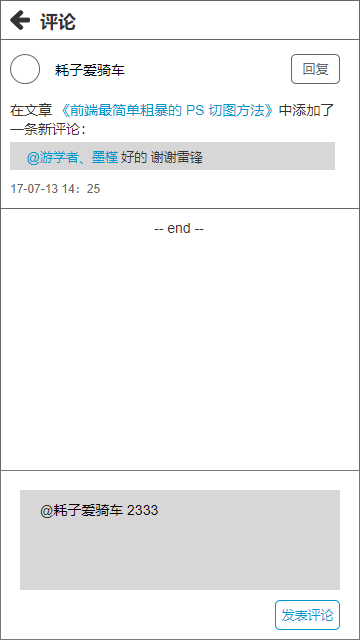 评论
耗子爱骑车
回复
在文章 《前端最简单粗暴的 PS 切图方法》中添加了
一条新评论：
@游学者、墨槿 好的 谢谢雷锋
17-07-13 14：25
-- end --
@耗子爱骑车 2333
发表评论